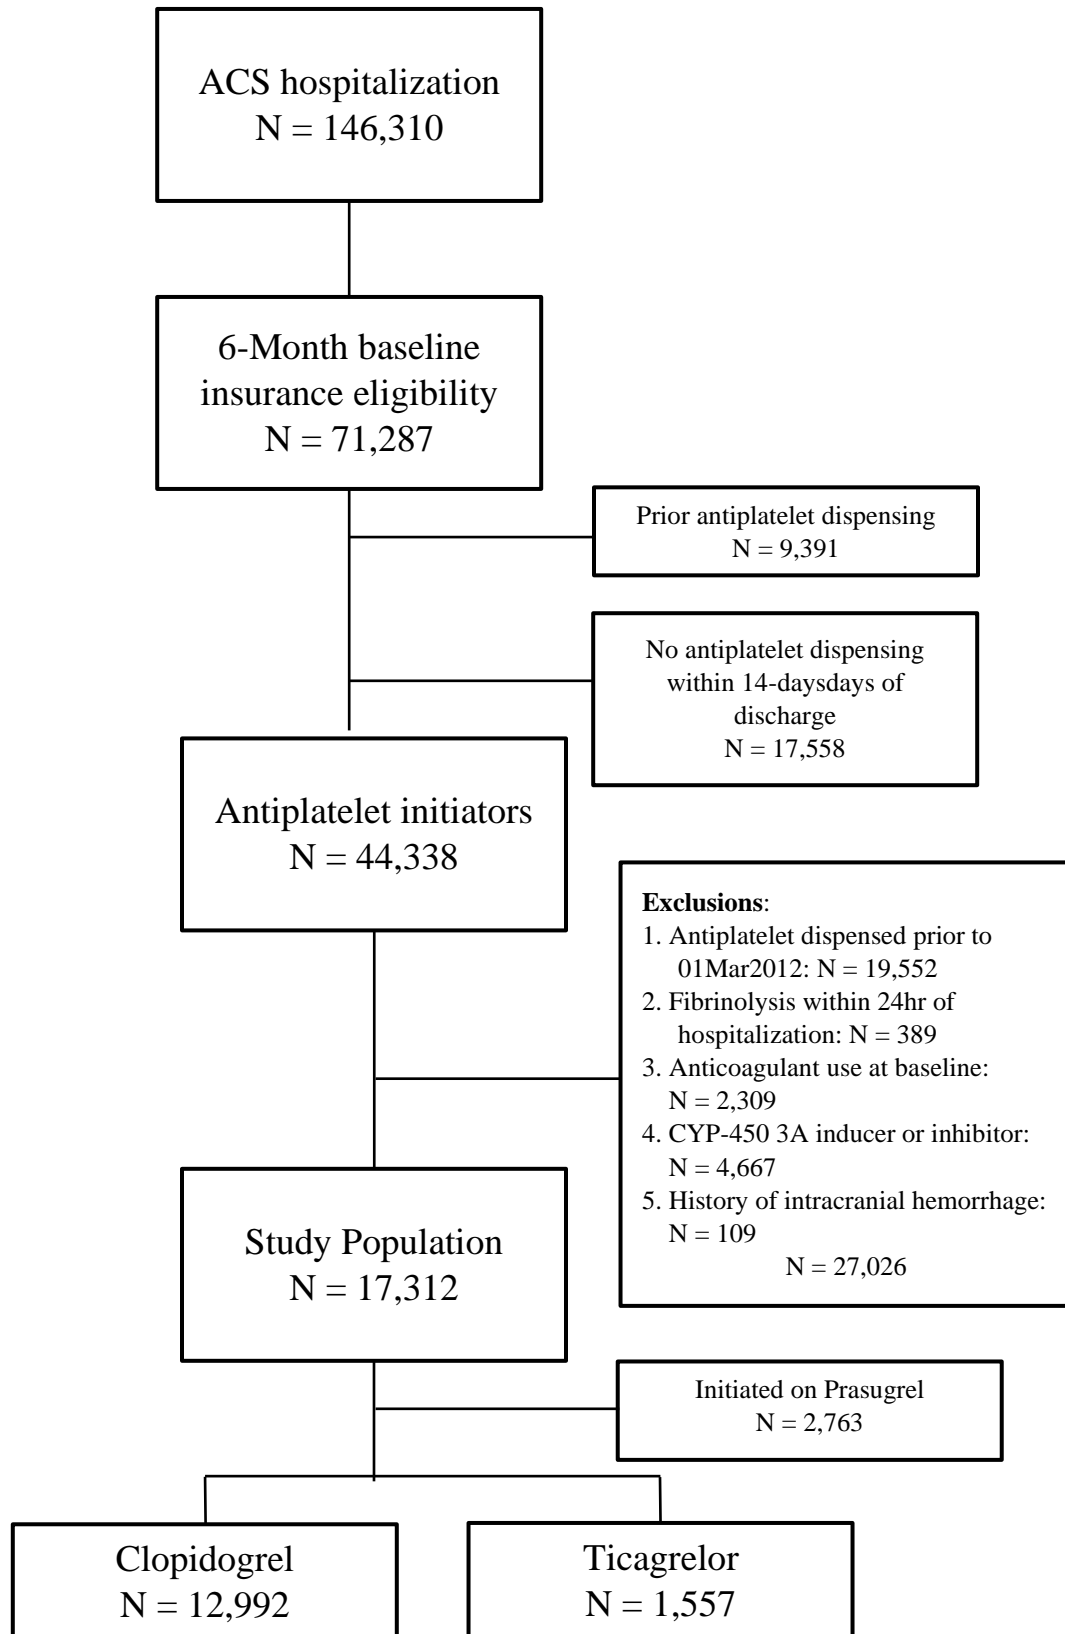 ACS hospitalization
N = 146,310
6-Month baseline
insurance eligibility
N = 71,287
Prior antiplatelet dispensing
N = 9,391
No antiplatelet dispensing
within 14-daysdays of
discharge
N = 17,558
Antiplatelet initiators
N = 44,338
Exclusions:
1. Antiplatelet dispensed prior to
01Mar2012: N = 19,552
2. Fibrinolysis within 24hr of
hospitalization: N = 389
3. Anticoagulant use at baseline:
N = 2,309
4. CYP-450 3A inducer or inhibitor:
N = 4,667
5. History of intracranial hemorrhage:
N = 109
N = 27,026
Study Population
N = 17,312
Initiated on Prasugrel
N = 2,763
Clopidogrel
N = 12,992
Ticagrelor
N = 1,557